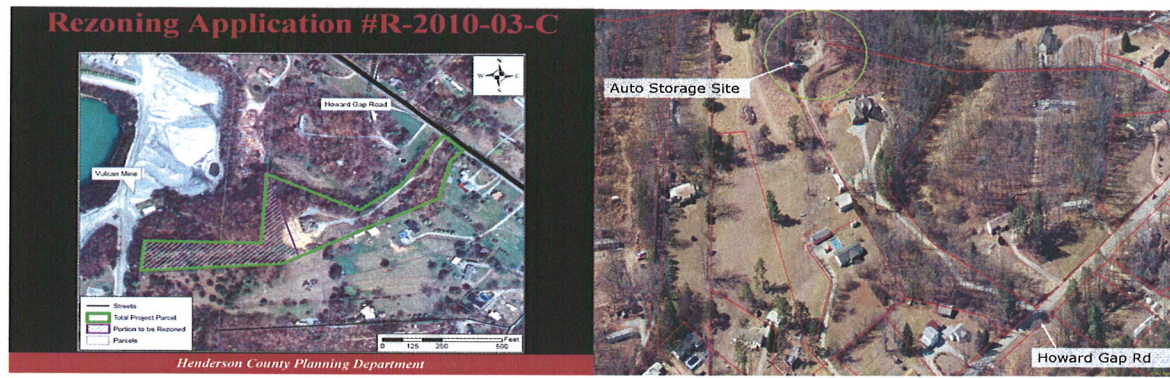 Rezoning Application #R-2010-03-C
W
N
E
S
Howard Gap Road
Vulcan Mine
Streets
Total Project Parcel
Portion to be Rezoned
Parcels
Feet
0 125 250 500
Henderson County Planning Department
Auto Storage Site
Howard Gap Rd